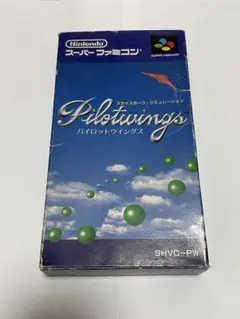 Nintendo
スーパーファミコン
SUPER FAMICOM
スカイスポーツ・シミュレーション
Pilotwings
パイロットウイングス
SHVC-PW